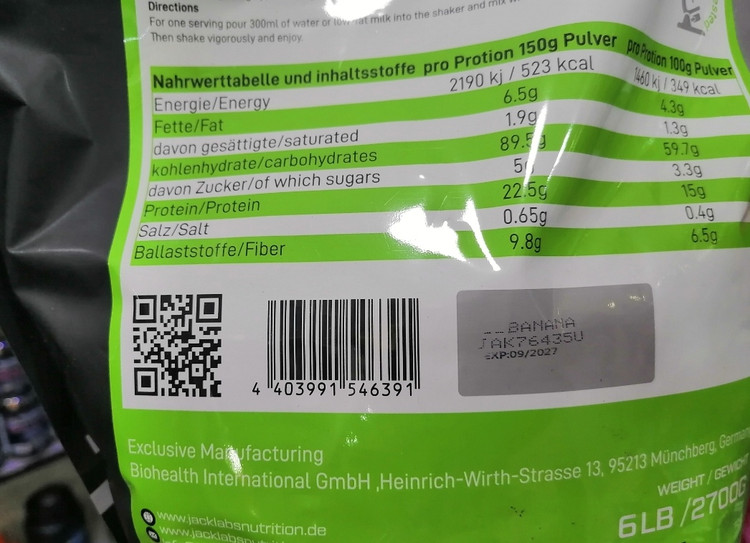 Directions
For one serving pour 300ml of water or low fat milk into the shaker and mix
Then shake vigorously and enjoy.
Nahrwerttabelle und inhaltsstoffe pro Protion 150g Pulver pro Protion 100g Pulver
Energie/Energy 2190 kj / 523 kcal 1460 kj / 349 kcal
Fette/Fat 6.5g 4.3g
davon gesättigte/saturated 1.9g 1.3g
kohlenhydrate/carbohydrates 89.5g 59.7g
davon Zucker/of which sugars 5g 3.3g
Protein/Protein 22.5g 15g
Salz/Salt 0.65g 0.4g
Ballaststoffe/Fiber 9.8g 6.5g
BANANA
JAK76435U
EXP:09/2027
4 403991 546391
Exclusive Manufacturing
Biohealth International GmbH ,Heinrich-Wirth-Strasse 13, 95213 Münchberg,
WEIGHT / GEWICHT
6LB /2700G
www.jacklabsnutrition.de